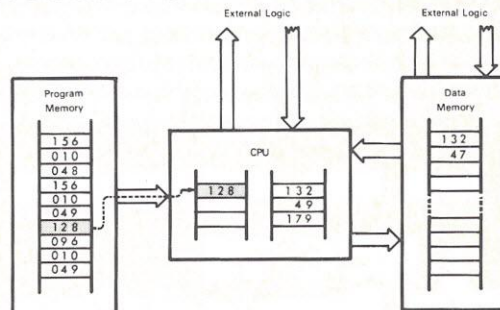 External Logic
External Logic
Program
Memory
156
010
048
156
010
049
128
096
010
049
CPU
128
132
49
179
Data
Memory
132
47